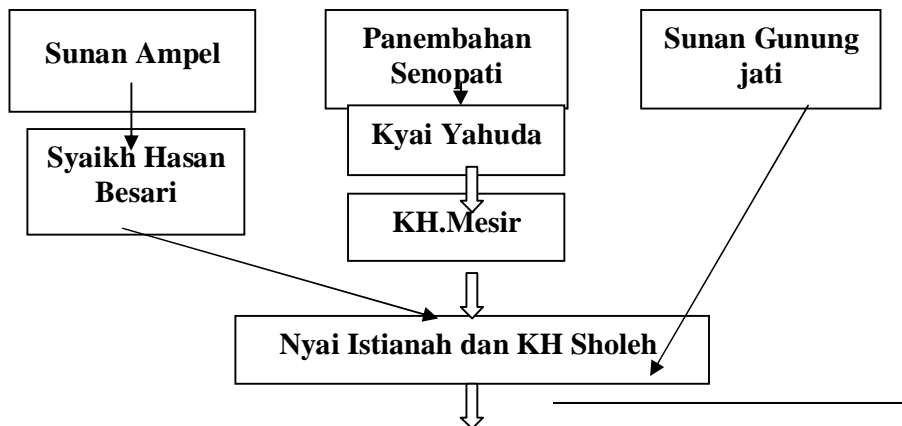 Sunan Ampel
Panembahan
Senopati
Sunan Gunung
jati
Kyai Yahuda
Syaikh Hasan
Besari
KH.Mesir
Nyai Istianah dan KH Sholeh